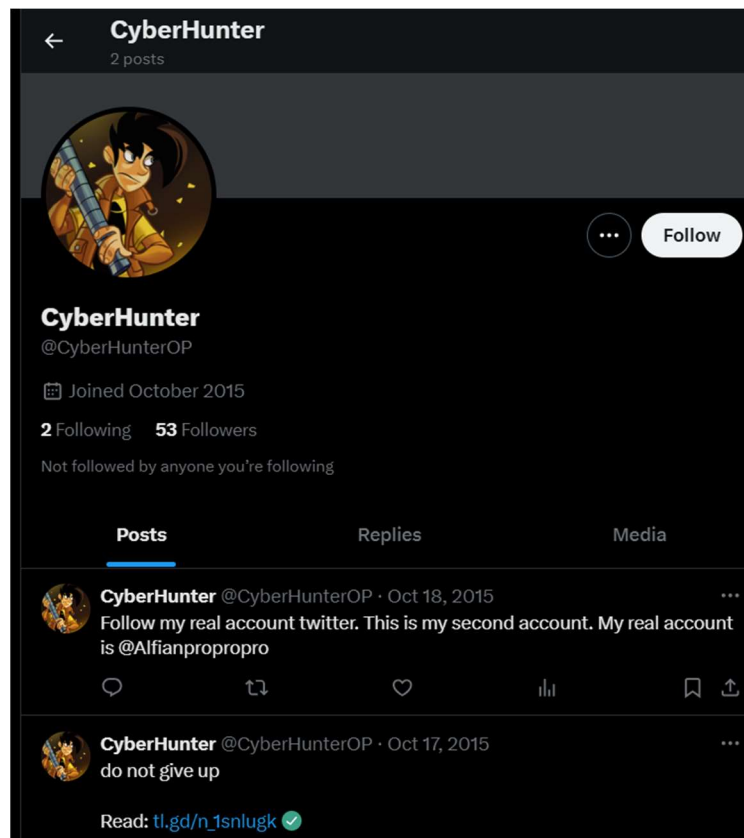 CyberHunter
2 posts
Follow
CyberHunter
@CyberHunterOP
Joined October 2015
2 Following 53 Followers
Not followed by anyone you're following
Posts Replies Media
CyberHunter @CyberHunterOP · Oct 18, 2015
Follow my real account twitter. This is my second account. My real account
is @Alfianpropropro
CyberHunter @CyberHunterOP · Oct 17, 2015
do not give up
Read: tl.gd/n_1snlugk